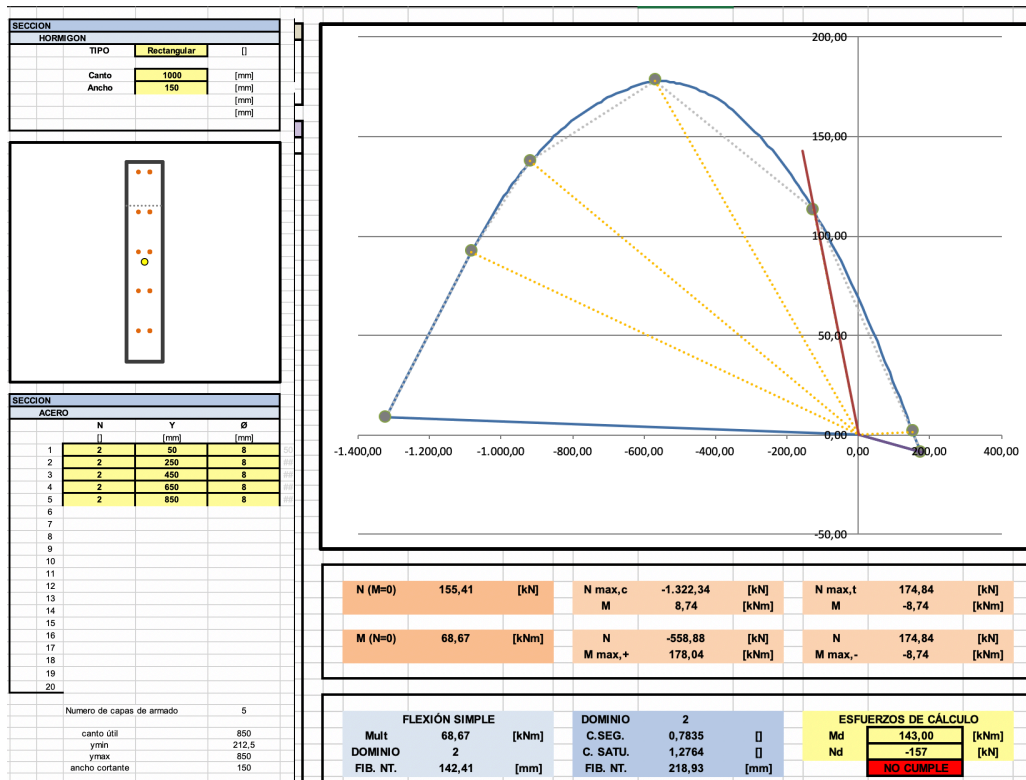 SECCION
HORMIGON
TIPO Rectangular []
Canto 1000 [mm]
Ancho 150 [mm]
[mm]
[mm]
SECCION
ACERO
N Y Ø
[] [mm] [mm]
1 2 50 8 50
2 2 250 8 ##
3 2 450 8 ##
4 2 650 8 ##
5 2 850 8 ##
6
7
8
9
10
11
12
13
14
15
16
17
18
19
20
Numero de capas de armado 5
canto útil 850
ymin 212,5
ymax 850
ancho cortante 150
200,00
150,00
100,00
50,00
0,00
-50,00
-1.400,00 -1.200,00 -1.000,00 -800,00 -600,00 -400,00 -200,00 0,00 200,00 400,00
N (M=0) 155,41 [kN]
M (N=0) 68,67 [kNm]
N max,c -1.322,34 [kN]
M 8,74 [kNm]
N -558,88 [kN]
M max,+ 178,04 [kNm]
N max,t 174,84 [kN]
M -8,74 [kNm]
N 174,84 [kN]
M max,- -8,74 [kNm]
FLEXIÓN SIMPLE
Mult 68,67 [kNm]
DOMINIO 2
FIB. NT. 142,41 [mm]
DOMINIO 2
C.SEG. 0,7835 []
C. SATU. 1,2764 []
FIB. NT. 218,93 [mm]
ESFUERZOS DE CÁLCULO
Md 143,00 [kNm]
Nd -157 [kN]
NO CUMPLE